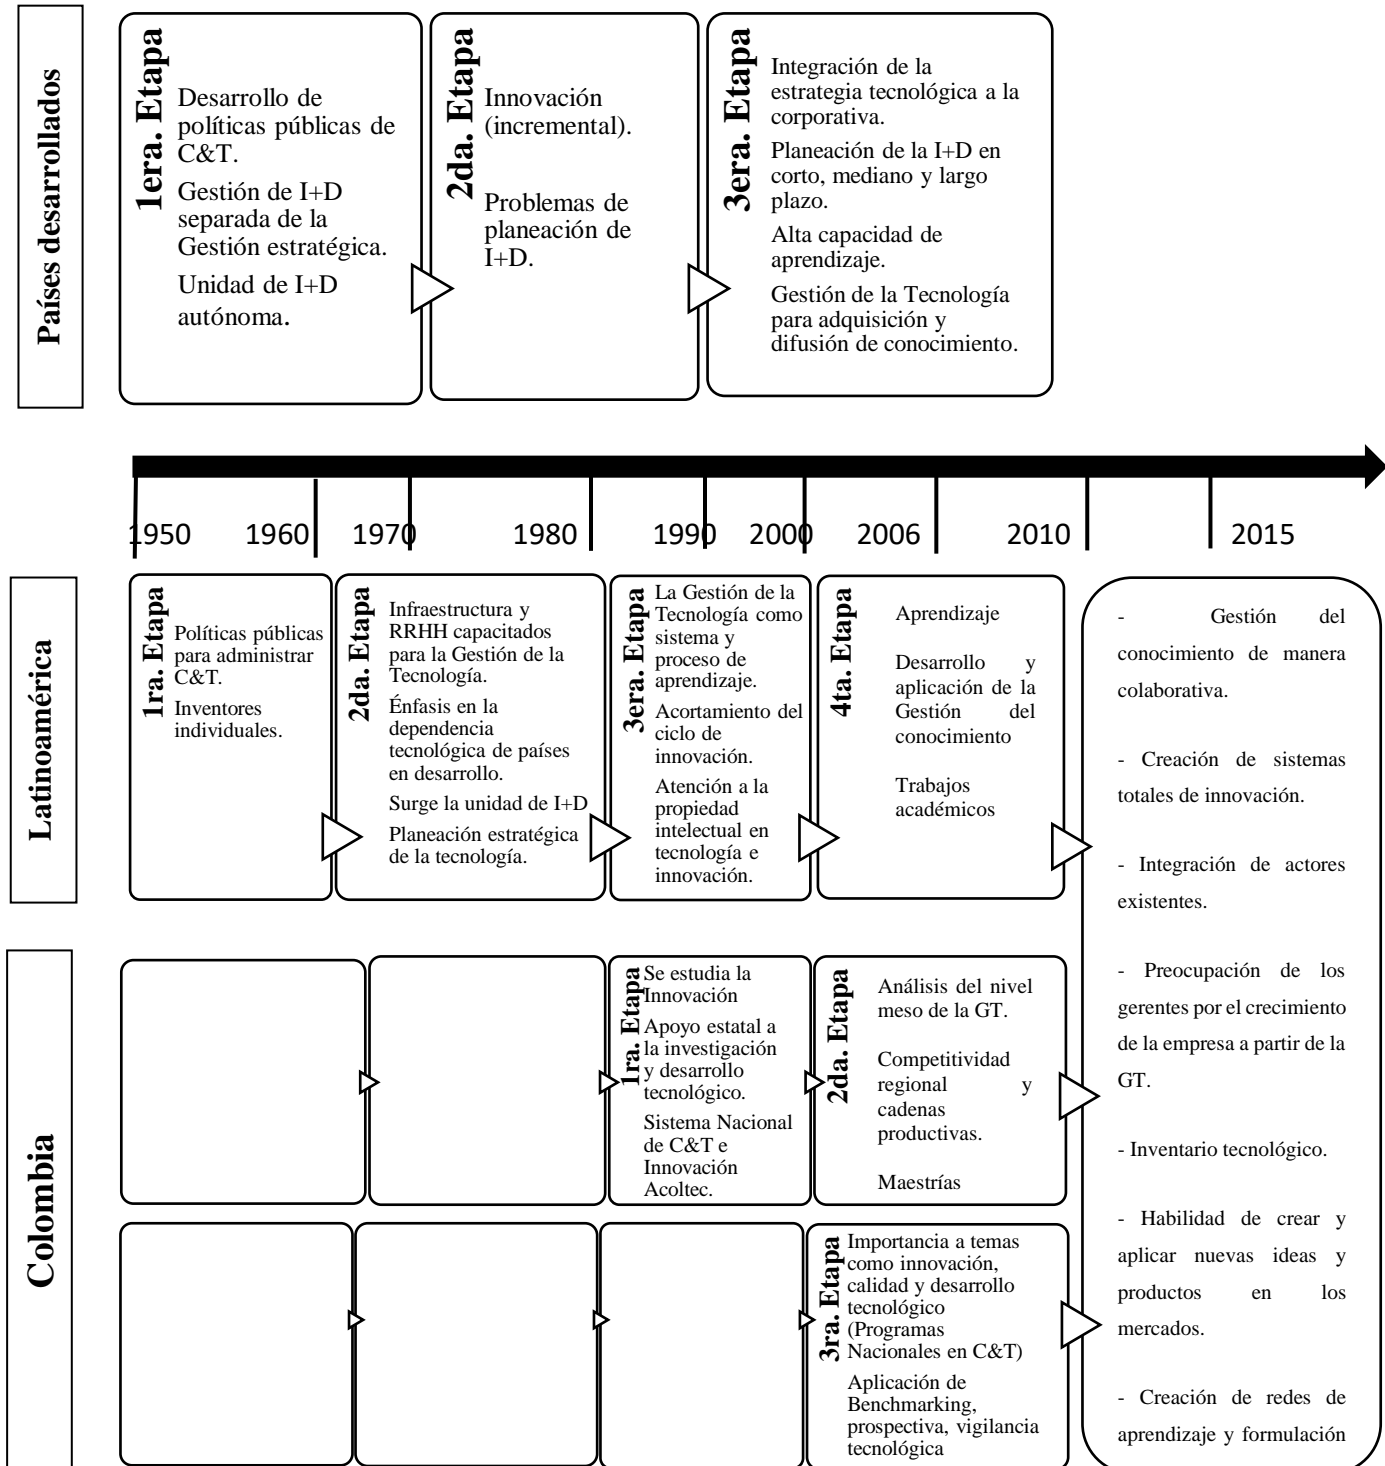 Países desarrollados
1era. Etapa
Desarrollo de
políticas públicas de
C&T.
Gestión de I+D
separada de la
Gestión estratégica.
Unidad de I+D
autónoma.
2da. Etapa
Innovación
(incremental).
Problemas de
planeación de
I+D.
3era. Etapa
Integración de la
estrategia tecnológica a la
corporativa.
Planeación de la I+D en
corto, mediano y largo
plazo.
Alta capacidad de
aprendizaje.
Gestión de la Tecnología
para adquisición y
difusión de conocimiento.
1950 1960 1970 1980 1990 2000 2006 2010 2015
Latinoamérica
1ra. Etapa
Políticas públicas
para administrar
C&T.
Inventores
individuales.
2da. Etapa
Infraestructura y
RRHH capacitados
para la Gestión de la
Tecnología.
Énfasis en la
dependencia
tecnológica de países
en desarrollo.
Surge la unidad de I+D
Planeación estratégica
de la tecnología.
3era. Etapa
La Gestión de la
Tecnología como
sistema y
proceso de
aprendizaje.
Acortamiento del
ciclo de
innovación.
Atención a la
propiedad
intelectual en
tecnología e
innovación.
4ta. Etapa
Aprendizaje
Desarrollo y
aplicación de la
Gestión del
conocimiento
Trabajos
académicos
Colombia
1ra. Etapa
Se estudia la
Innovación
Apoyo estatal a
la investigación
y desarrollo
tecnológico.
Sistema Nacional
de C&T e
Innovación
Acoltec.
2da. Etapa
Análisis del nivel
meso de la GT.
Competitividad
regional y
cadenas
productivas.
Maestrías
3ra. Etapa
Importancia a temas
como innovación,
calidad y desarrollo
tecnológico
(Programas
Nacionales en C&T)
Aplicación de
Benchmarking,
prospectiva, vigilancia
tecnológica
- Gestión del
conocimiento de manera
colaborativa.
- Creación de sistemas
totales de innovación.
- Integración de actores
existentes.
- Preocupación de los
gerentes por el crecimiento
de la empresa a partir de la
GT.
- Inventario tecnológico.
- Habilidad de crear y
aplicar nuevas ideas y
productos en los
mercados.
- Creación de redes de
aprendizaje y formulación